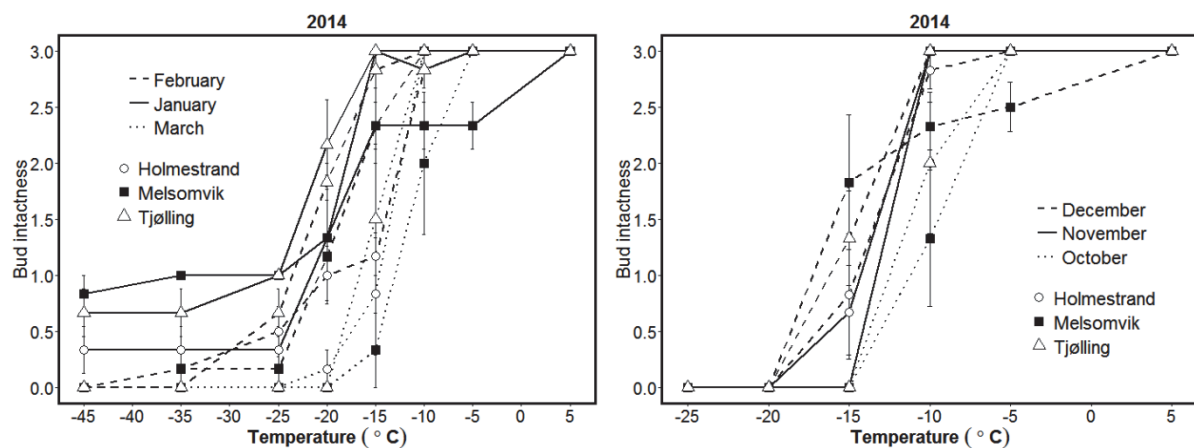 2014
3.0
2.5
2.0
1.5
1.0
0.5
0.0
Bud intactness
February
January
March
Holmestrand
Melsomvik
Tjølling
-45
-35
-25
-20
-15
-10
-5
0
5
Temperature (°C)
2014
3.0
2.5
2.0
1.5
1.0
0.5
0.0
Bud intactness
December
November
October
Holmestrand
Melsomvik
Tjølling
-25
-20
-15
-10
-5
0
5
Temperature (°C)